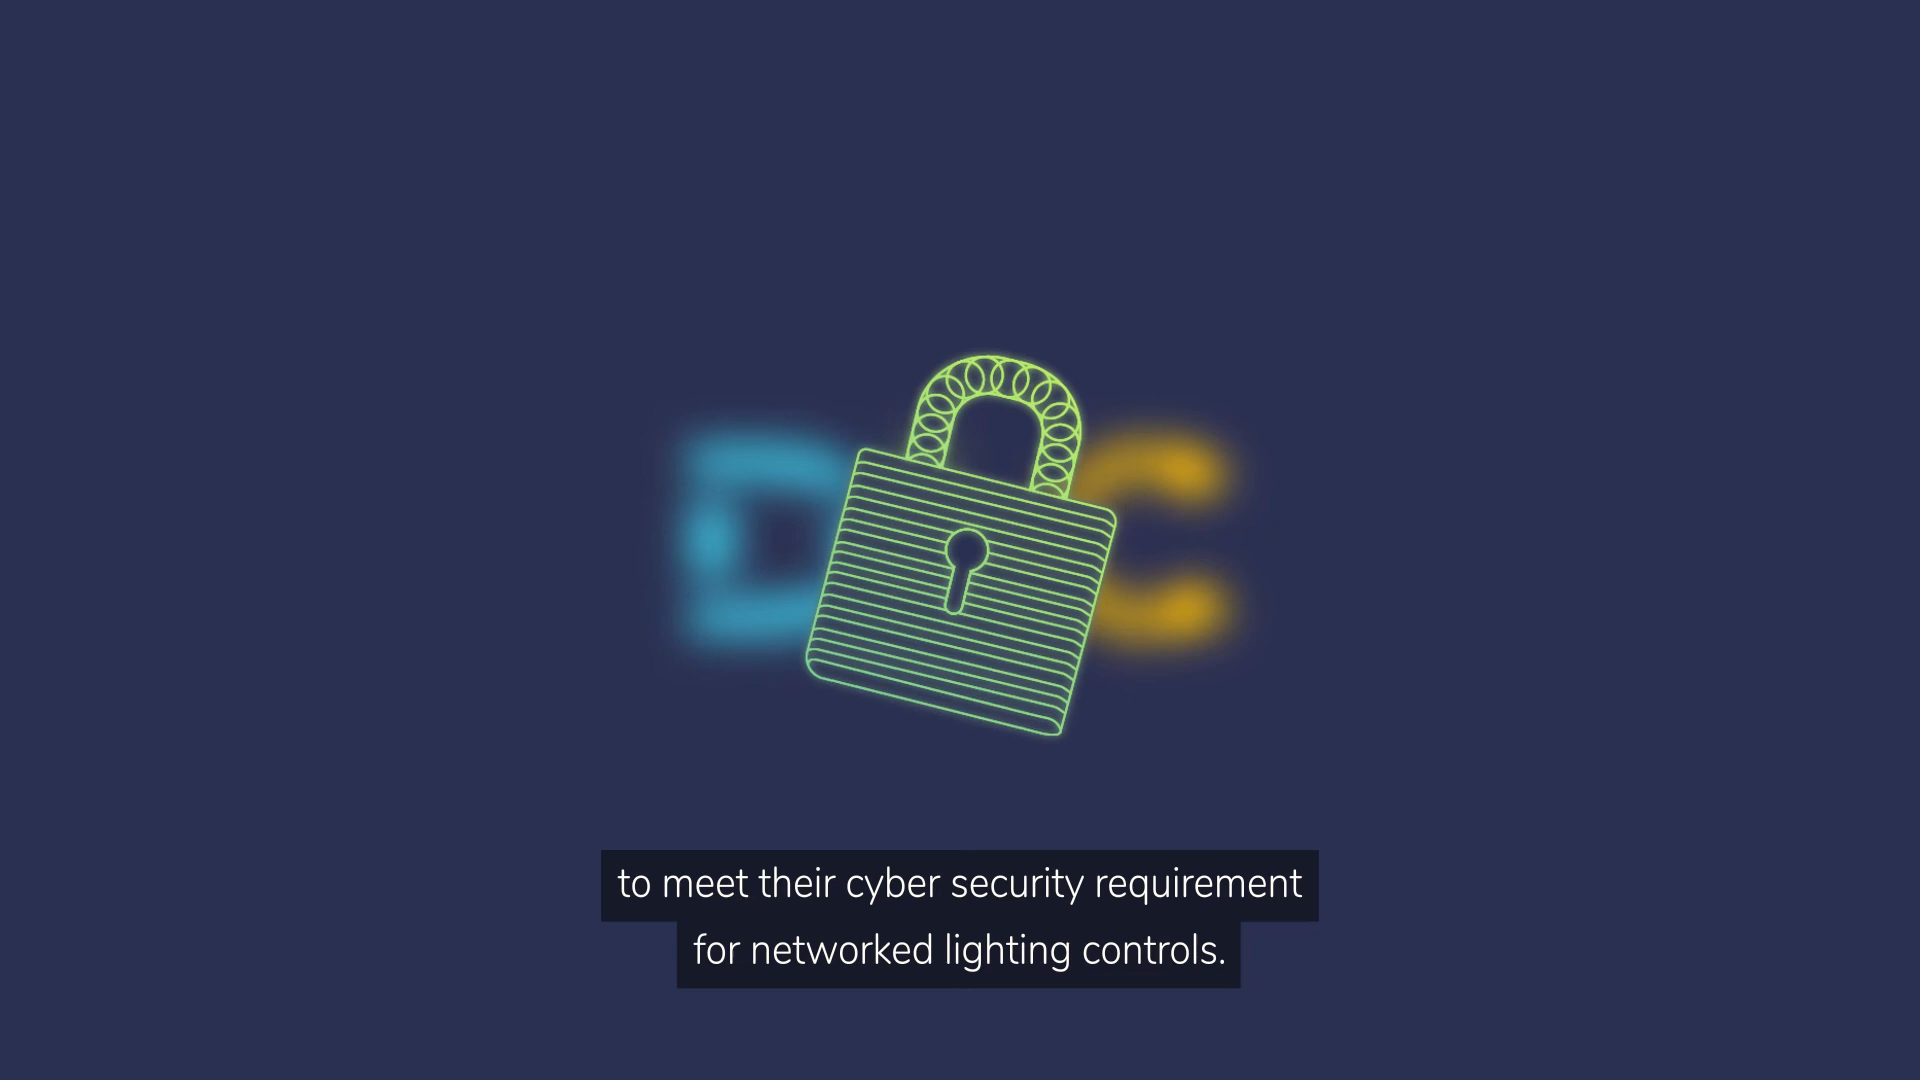 D C
to meet their cyber security requirement
for networked lighting controls.